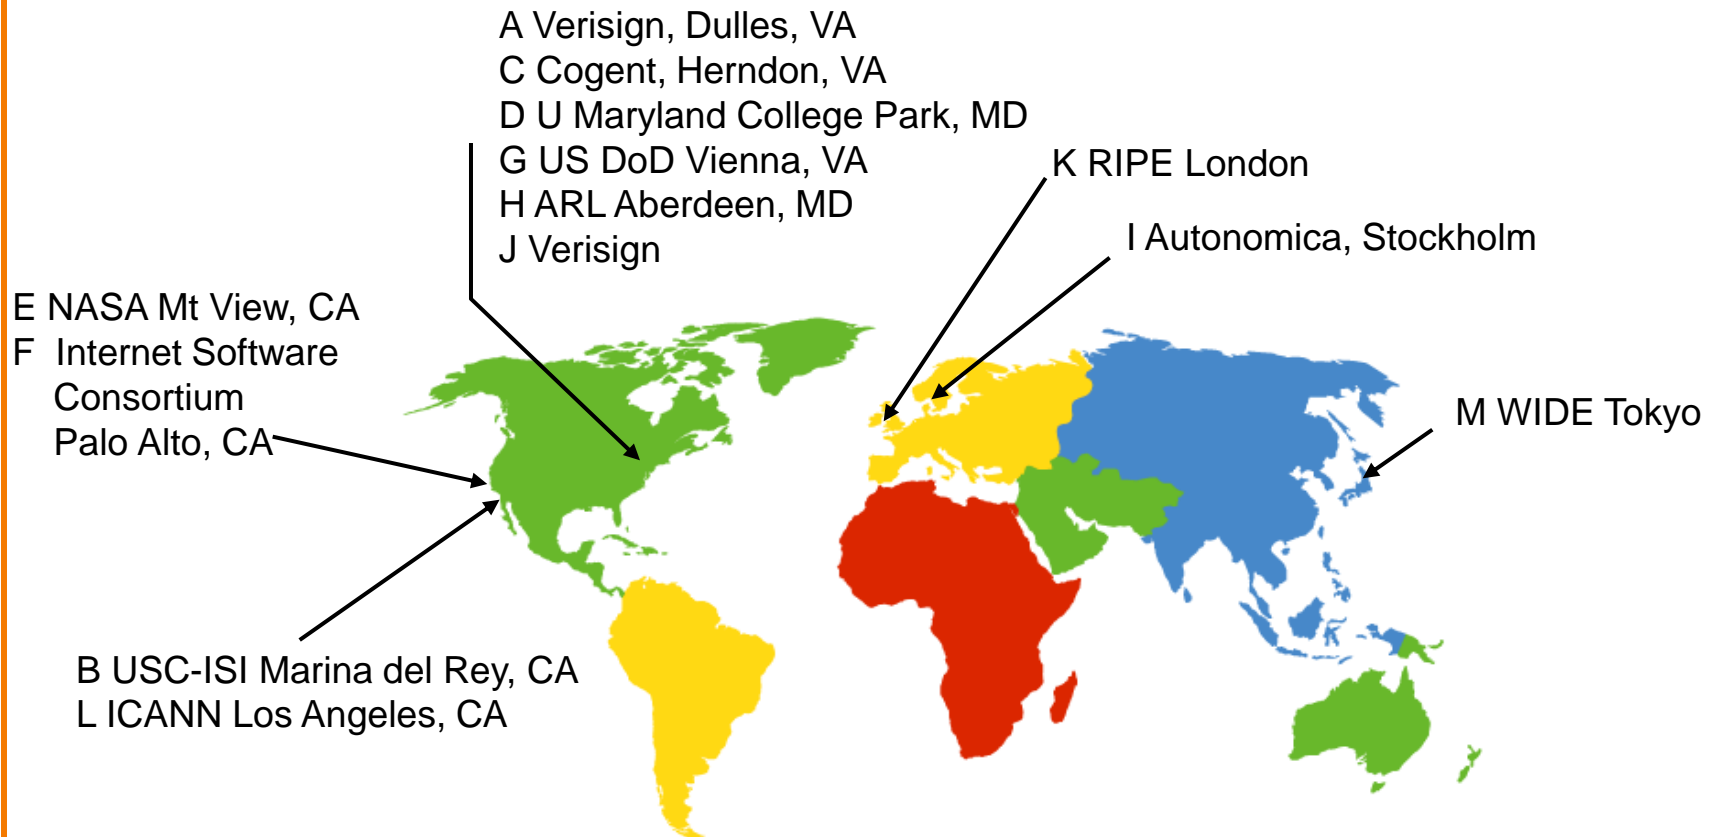 A Verisign, Dulles, VA
C Cogent, Herndon, VA
D U Maryland College Park, MD
G US DoD Vienna, VA
H ARL Aberdeen, MD
J Verisign
K RIPE London
I Autonomica, Stockholm
E NASA Mt View, CA
F Internet Software
Consortium
Palo Alto, CA
M WIDE Tokyo
B USC-ISI Marina del Rey, CA
L ICANN Los Angeles, CA